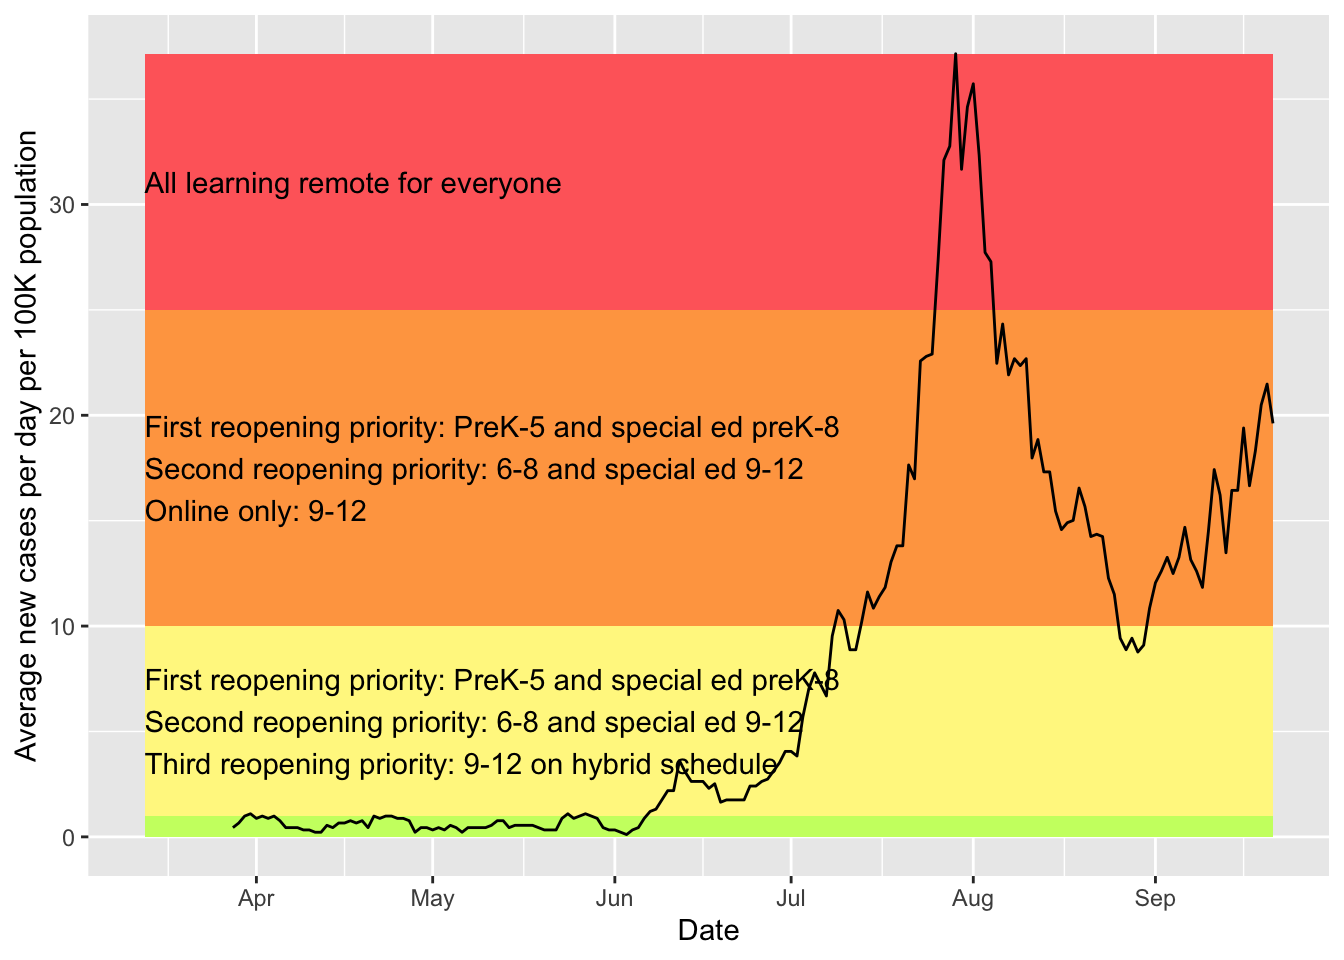 Average new cases per day per 100K population
30
20
10
0
All learning remote for everyone
First reopening priority: PreK-5 and special ed preK-8
Second reopening priority: 6-8 and special ed 9-12
Online only: 9-12
First reopening priority: PreK-5 and special ed preK-8
Second reopening priority: 6-8 and special ed 9-12
Third reopening priority: 9-12 on hybrid schedule
Apr May Jun Jul Aug Sep
Date